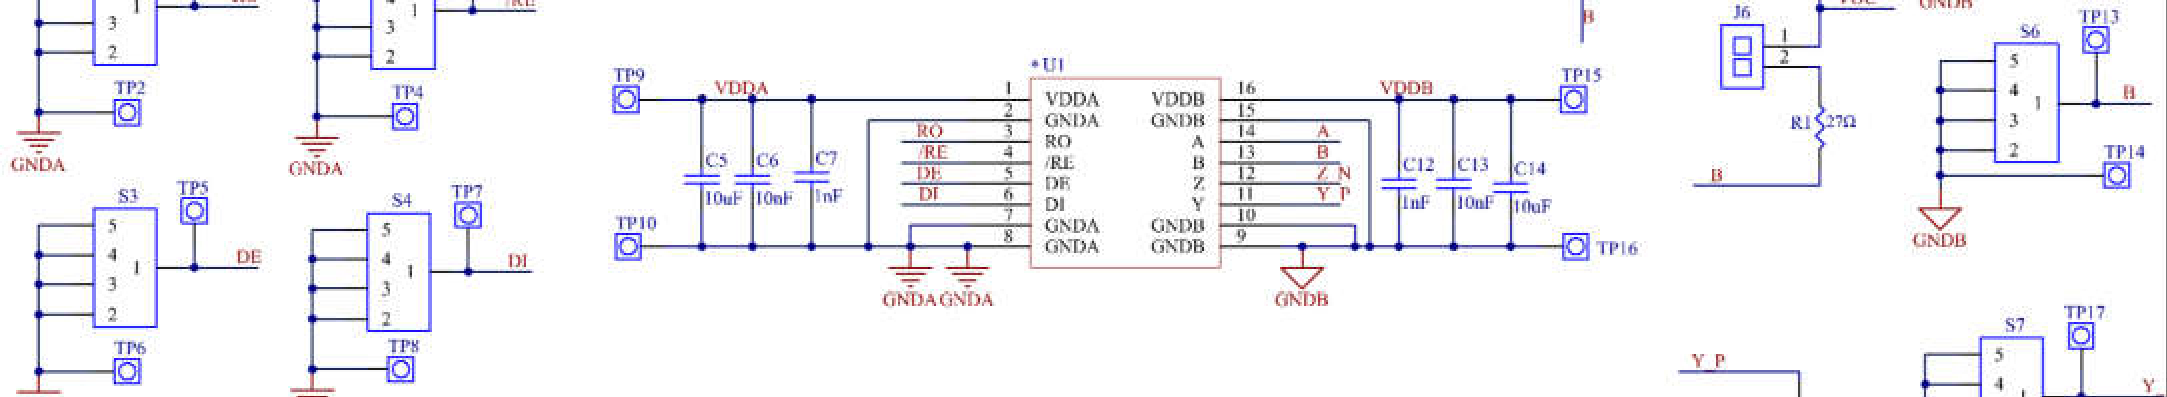 1
3
2
TP2
GNDA
4
1
/RE
3
2
TP4
GNDA
S3
TP5
5
4
3
2
1
DE
TP6
S4
TP7
5
4
3
2
1
DI
TP8
TP9
VDDA
TP10
C5
10uF
C6
10nF
C7
1nF
RO
/RE
DE
DI
GNDA GNDA
*U1
1 VDDA VDDB 16
2 GNDA GNDB 15
3 RO A 14
4 /RE B 13
5 DE Z 12
6 DI Y 11
7 GNDA GNDB 10
8 GNDA GNDB 9
A
B
Z_N
Y_P
GNDB
VDDB
C12
1nF
C13
10nF
C14
10uF
TP15
TP16
B
J6
1
2
R1 27Ω
B
GNDB
S6
TP13
5
4
3
2
1
B
TP14
GNDB
Y_P
S7
TP17
5
4
Y